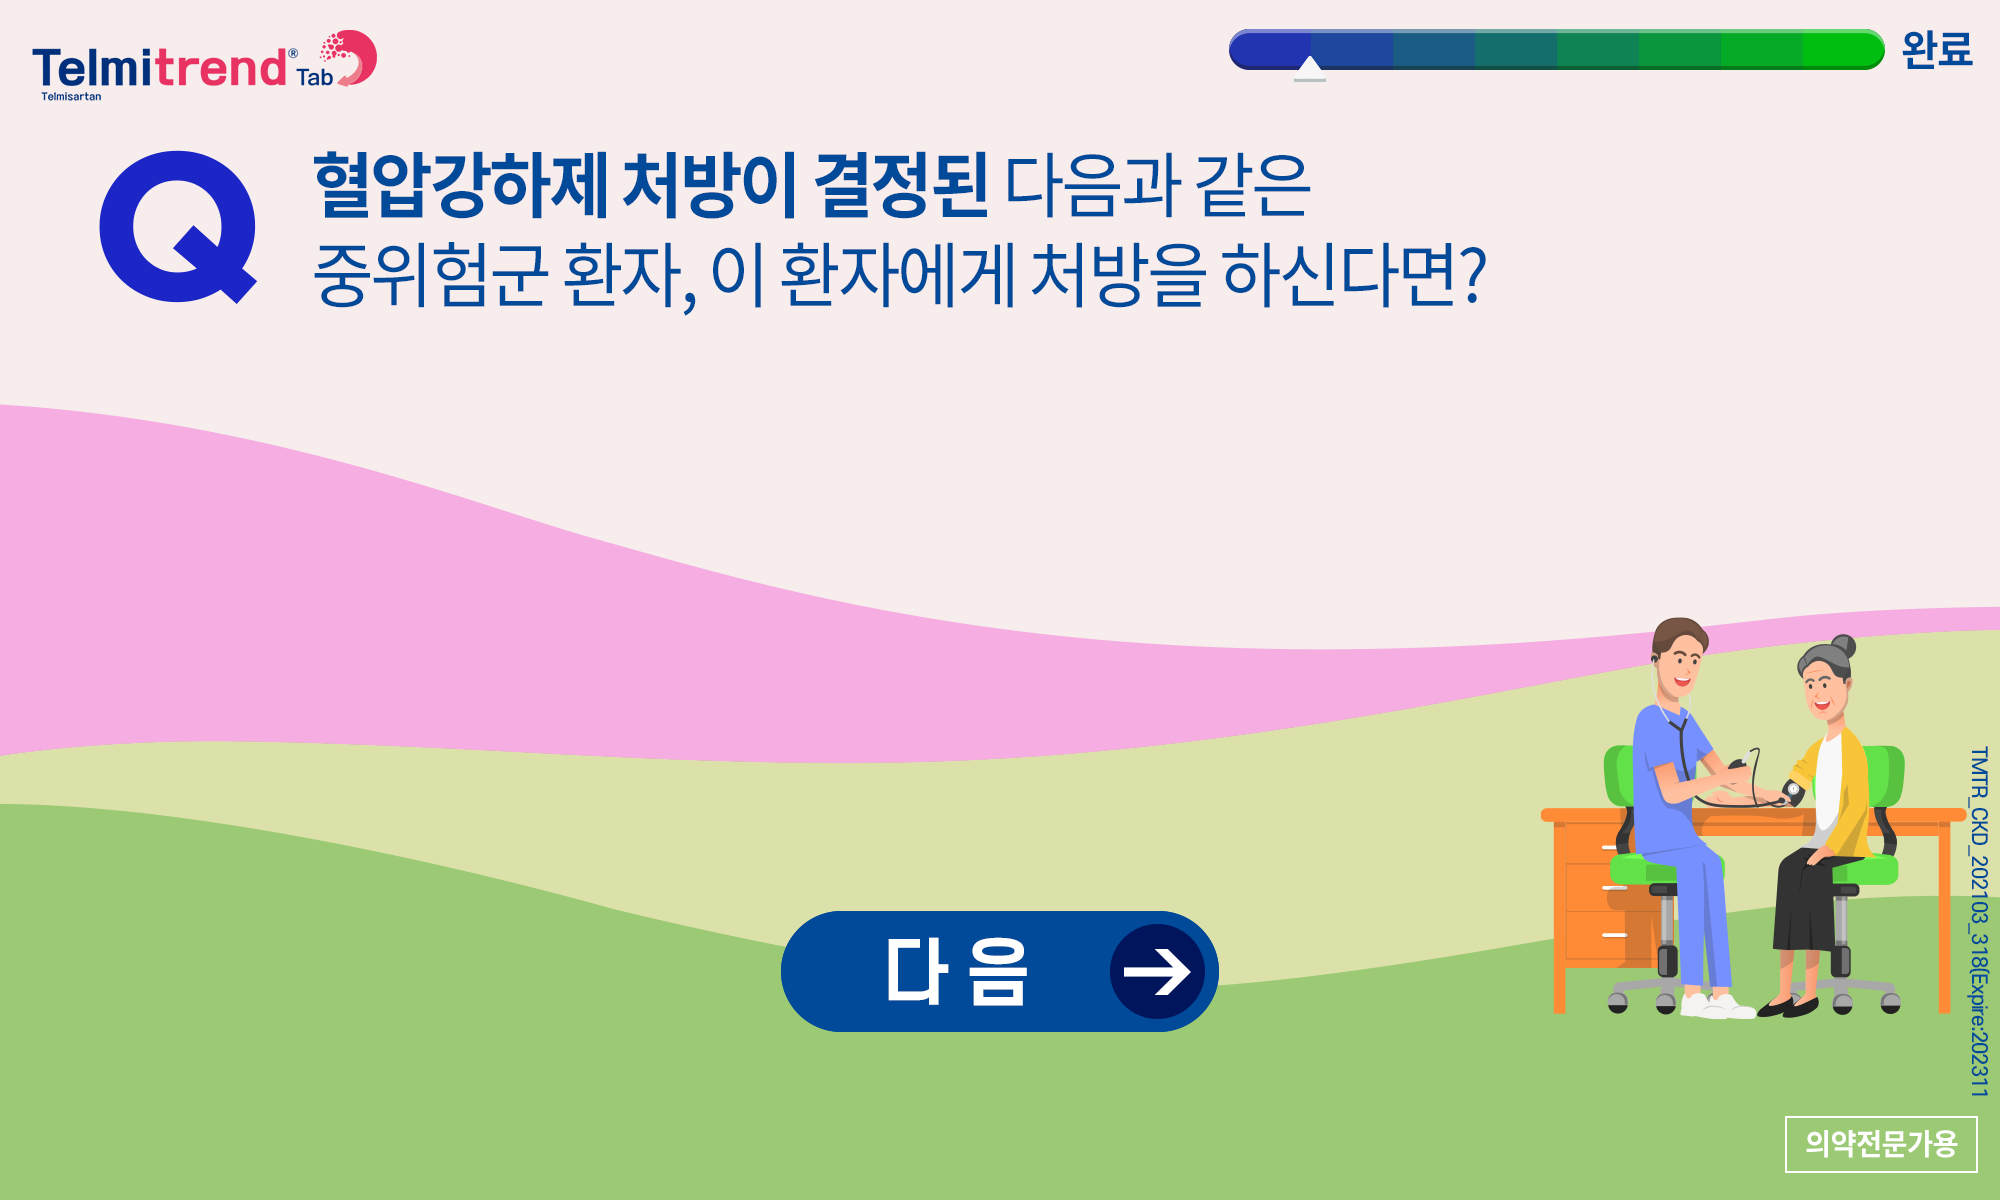 Telmitrend® Tab
Telmisartan
완료
Q
혈압강하제 처방이 결정된 다음과 같은
중위험군 환자, 이 환자에게 처방을 하신다면?
다음
TMTR_CKD_202103_318(Expire:202311
의약전문가용